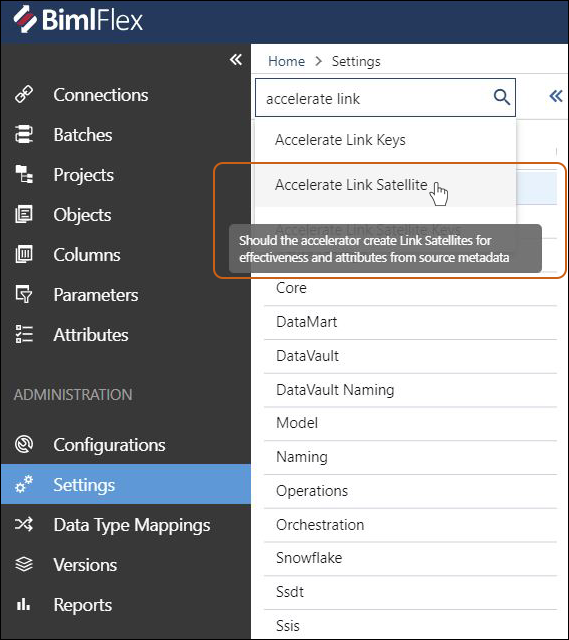 BimlFlex
Connections
Batches
Projects
Objects
Columns
Parameters
Attributes
ADMINISTRATION
Configurations
Settings
Data Type Mappings
Versions
Reports
Home > Settings
accelerate link
Accelerate Link Keys
Accelerate Link Satellite
Accelerate Link Satellite Keys
Should the accelerator create Link Satellites for
effectiveness and attributes from source metadata
Core
DataMart
DataVault
DataVault Naming
Model
Naming
Operations
Orchestration
Snowflake
Ssdt
Ssis